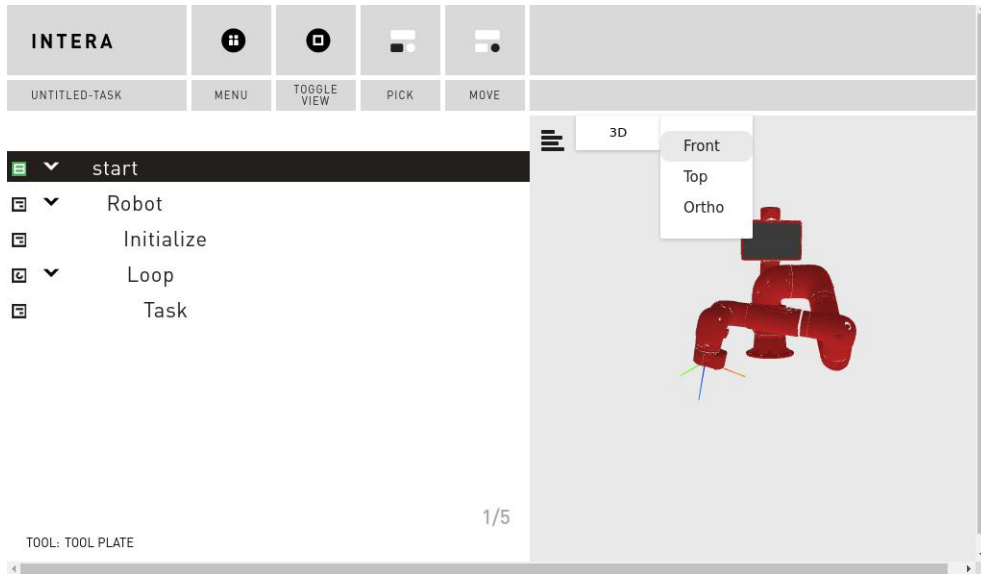 INTERA
UNTITLED-TASK
MENU
TOGGLE
VIEW
PICK
MOVE
3D
Front
Top
Ortho
start
Robot
Initialize
Loop
Task
1/5
TOOL: TOOL PLATE